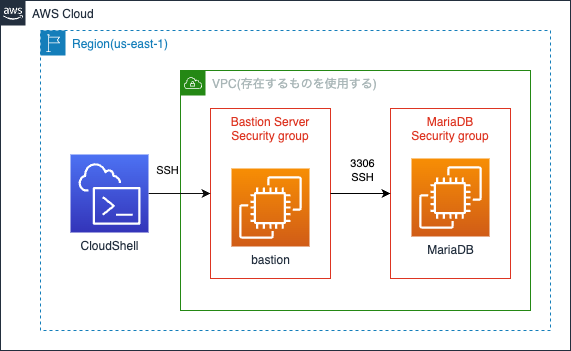 aws
AWS Cloud
Region(us-east-1)
VPC(存在するものを使用する)
Bastion Server
Security group
MariaDB
Security group
SSH
3306
SSH
CloudShell
bastion
MariaDB